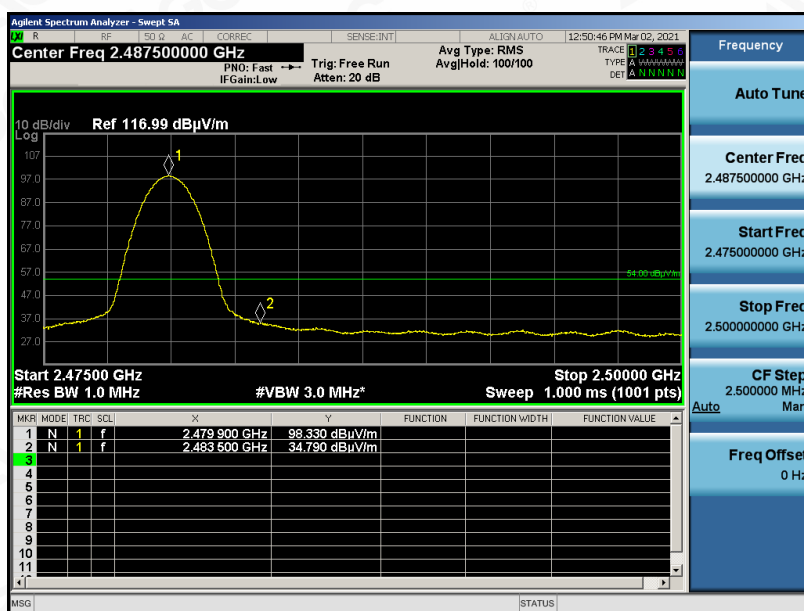 Agilent Spectrum Analyzer - Swept SA
LXI R RF 50 Ω AC CORREC SENSE:INT ALIGN AUTO 12:50:46 PM Mar 02, 2021
Center Freq 2.487500000 GHz
PNO: Fast
IFGain:Low
Trig: Free Run
Atten: 20 dB
Avg Type: RMS
Avg|Hold: 100/100
TRACE 1 2 3 4 5 6
TYPE A WWWWW
DET A N N N N N
10 dB/div Ref 116.99 dBµV/m
Log
107
97.0
87.0
77.0
67.0
57.0
47.0
37.0
27.0
1
2
54.00 dBµV/m
Start 2.47500 GHz Stop 2.50000 GHz
#Res BW 1.0 MHz #VBW 3.0 MHz* Sweep 1.000 ms (1001 pts)
MKR MODE TRC SCL X Y FUNCTION FUNCTION WIDTH FUNCTION VALUE
1 N 1 f 2.479 900 GHz 98.330 dBµV/m
2 N 1 f 2.483 500 GHz 34.790 dBµV/m
3
4
5
6
7
8
9
10
11
MSG STATUS
Frequency
Auto Tune
Center Freq
2.487500000 GHz
Start Freq
2.475000000 GHz
Stop Freq
2.500000000 GHz
CF Step
2.500000 MHz
Auto Man
Freq Offset
0 Hz